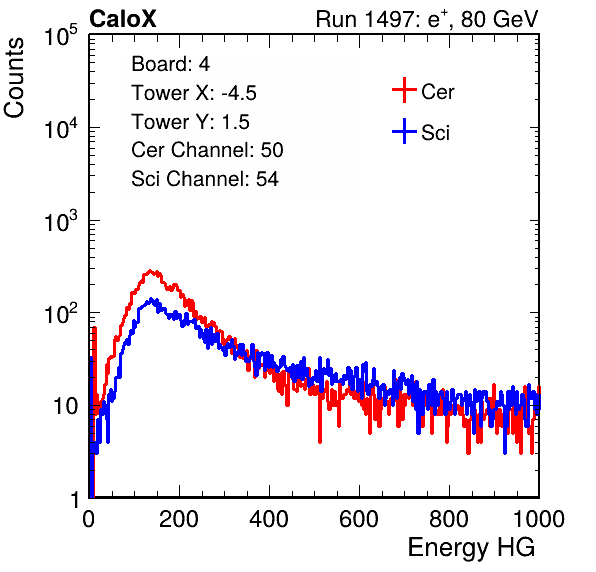 CaloX Run 1497: e⁺, 80 GeV
Counts
10⁵
10⁴
10³
10²
10
1
Board: 4
Tower X: -4.5
Tower Y: 1.5
Cer Channel: 50
Sci Channel: 54
Cer
Sci
0 200 400 600 800 1000
Energy HG